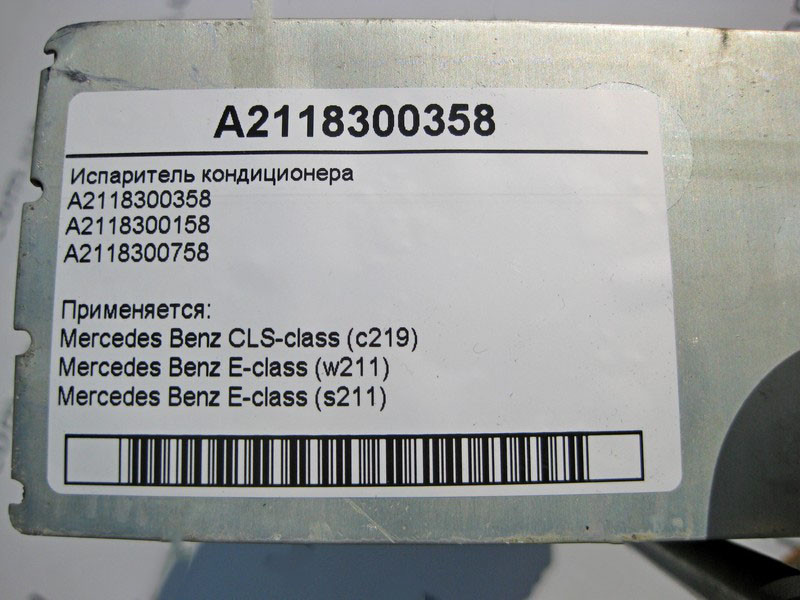 A2118300358
Испаритель кондиционера
A2118300358
A2118300158
A2118300758
Применяется:
Mercedes Benz CLS-class (c219)
Mercedes Benz E-class (w211)
Mercedes Benz E-class (s211)